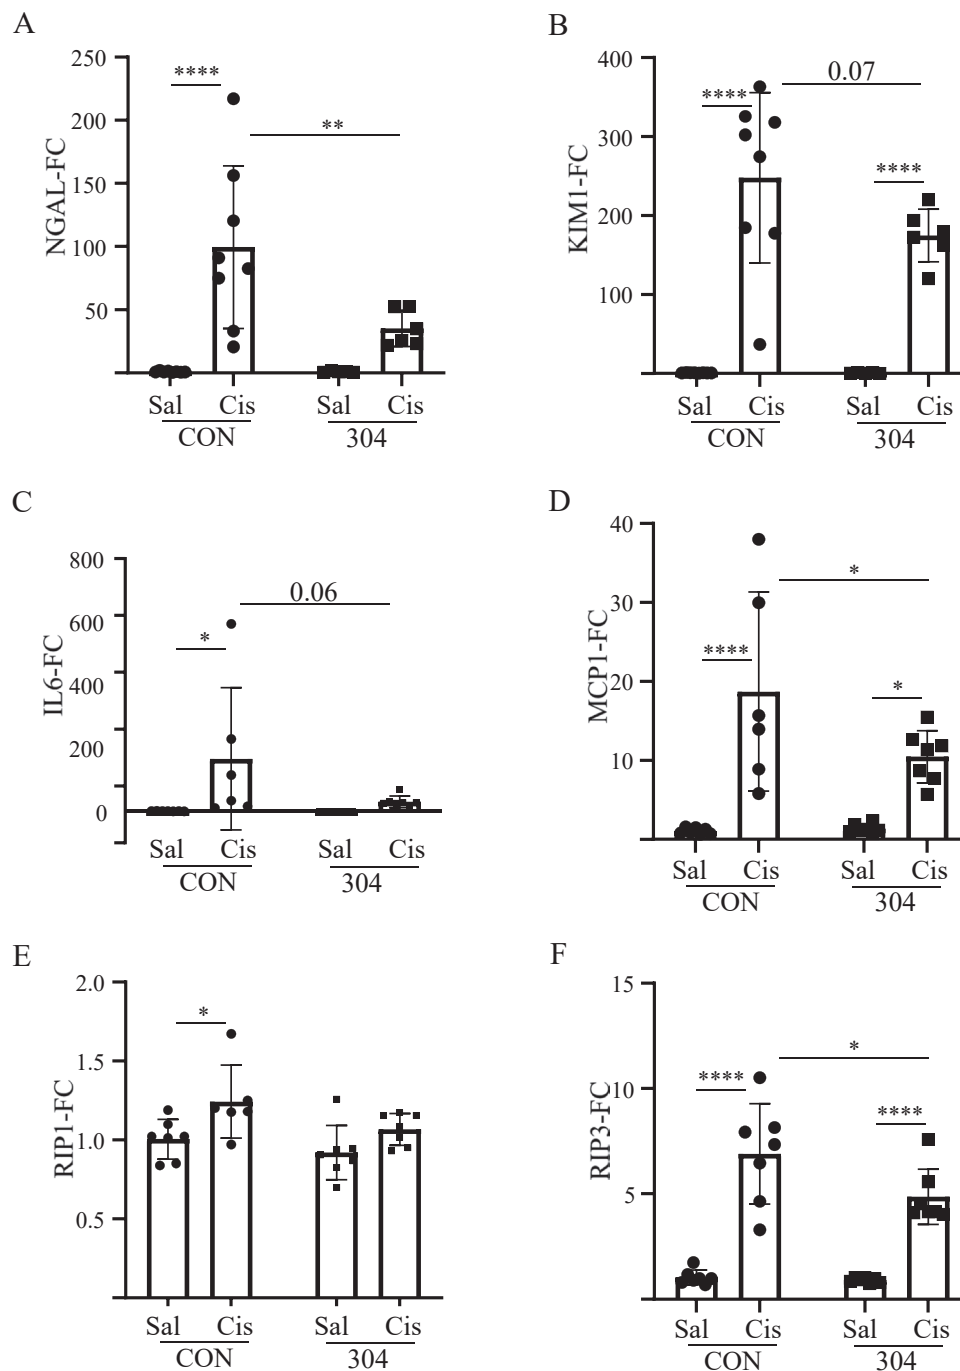 A
NGAL-FC
250
200
150
100
50
****
**
Sal Cis Sal Cis
CON 304
B
KIM1-FC
400
300
200
100
****
0.07
****
Sal Cis Sal Cis
CON 304
C
IL6-FC
800
600
400
200
0
*
0.06
Sal Cis Sal Cis
CON 304
D
MCP1-FC
40
30
20
10
****
*
*
Sal Cis Sal Cis
CON 304
E
RIP1-FC
2.0
1.5
1.0
0.5
*
Sal Cis Sal Cis
CON 304
F
RIP3-FC
15
10
5
****
*
****
Sal Cis Sal Cis
CON 304